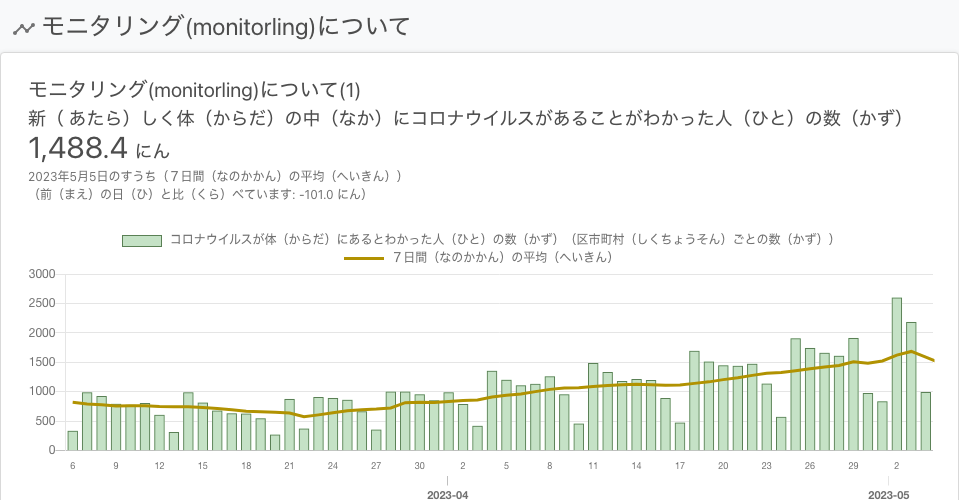 モニタリング(monitorling)について
モニタリング(monitorling)について(1)
新（ あたら）しく体（からだ）の中（なか）にコロナウイルスがあることがわかった人（ひと）の数（かず）
1,488.4 にん
2023年5月5日のすうち（７日間（なのかかん）の平均（へいきん））
（前（まえ）の日（ひ）と比（くら）べています: -101.0 にん）
コロナウイルスが体（からだ）にあるとわかった人（ひと）の数（かず）（区市町村（しくちょうそん）ごとの数（かず））
７日間（なのかかん）の平均（へいきん）
3000
2500
2000
1500
1000
500
0
6 9 12 15 18 21 24 27 30 2 5 8 11 14 17 20 23 26 29 2
2023-04 2023-05